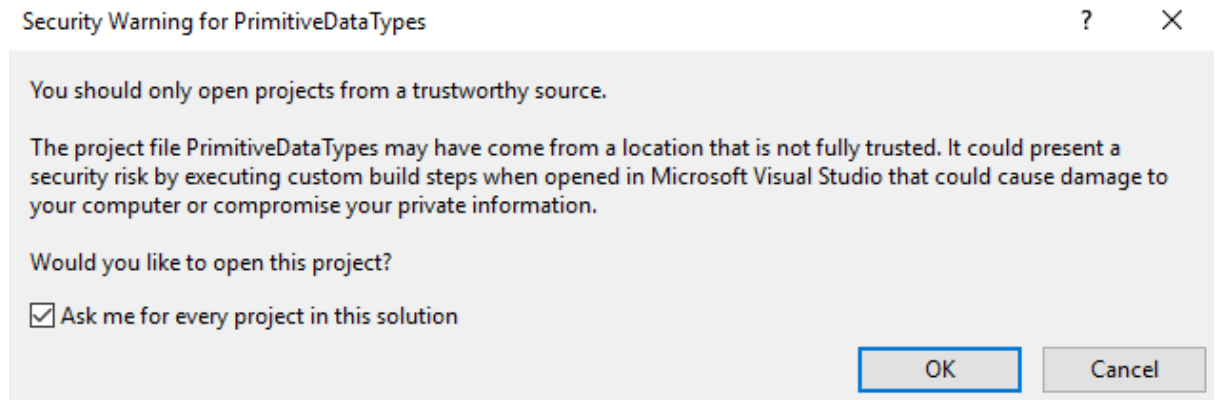 Security Warning for PrimitiveDataTypes
?
You should only open projects from a trustworthy source.
The project file PrimitiveDataTypes may have come from a location that is not fully trusted. It could present a
security risk by executing custom build steps when opened in Microsoft Visual Studio that could cause damage to
your computer or compromise your private information.
Would you like to open this project?
Ask me for every project in this solution
OK
Cancel